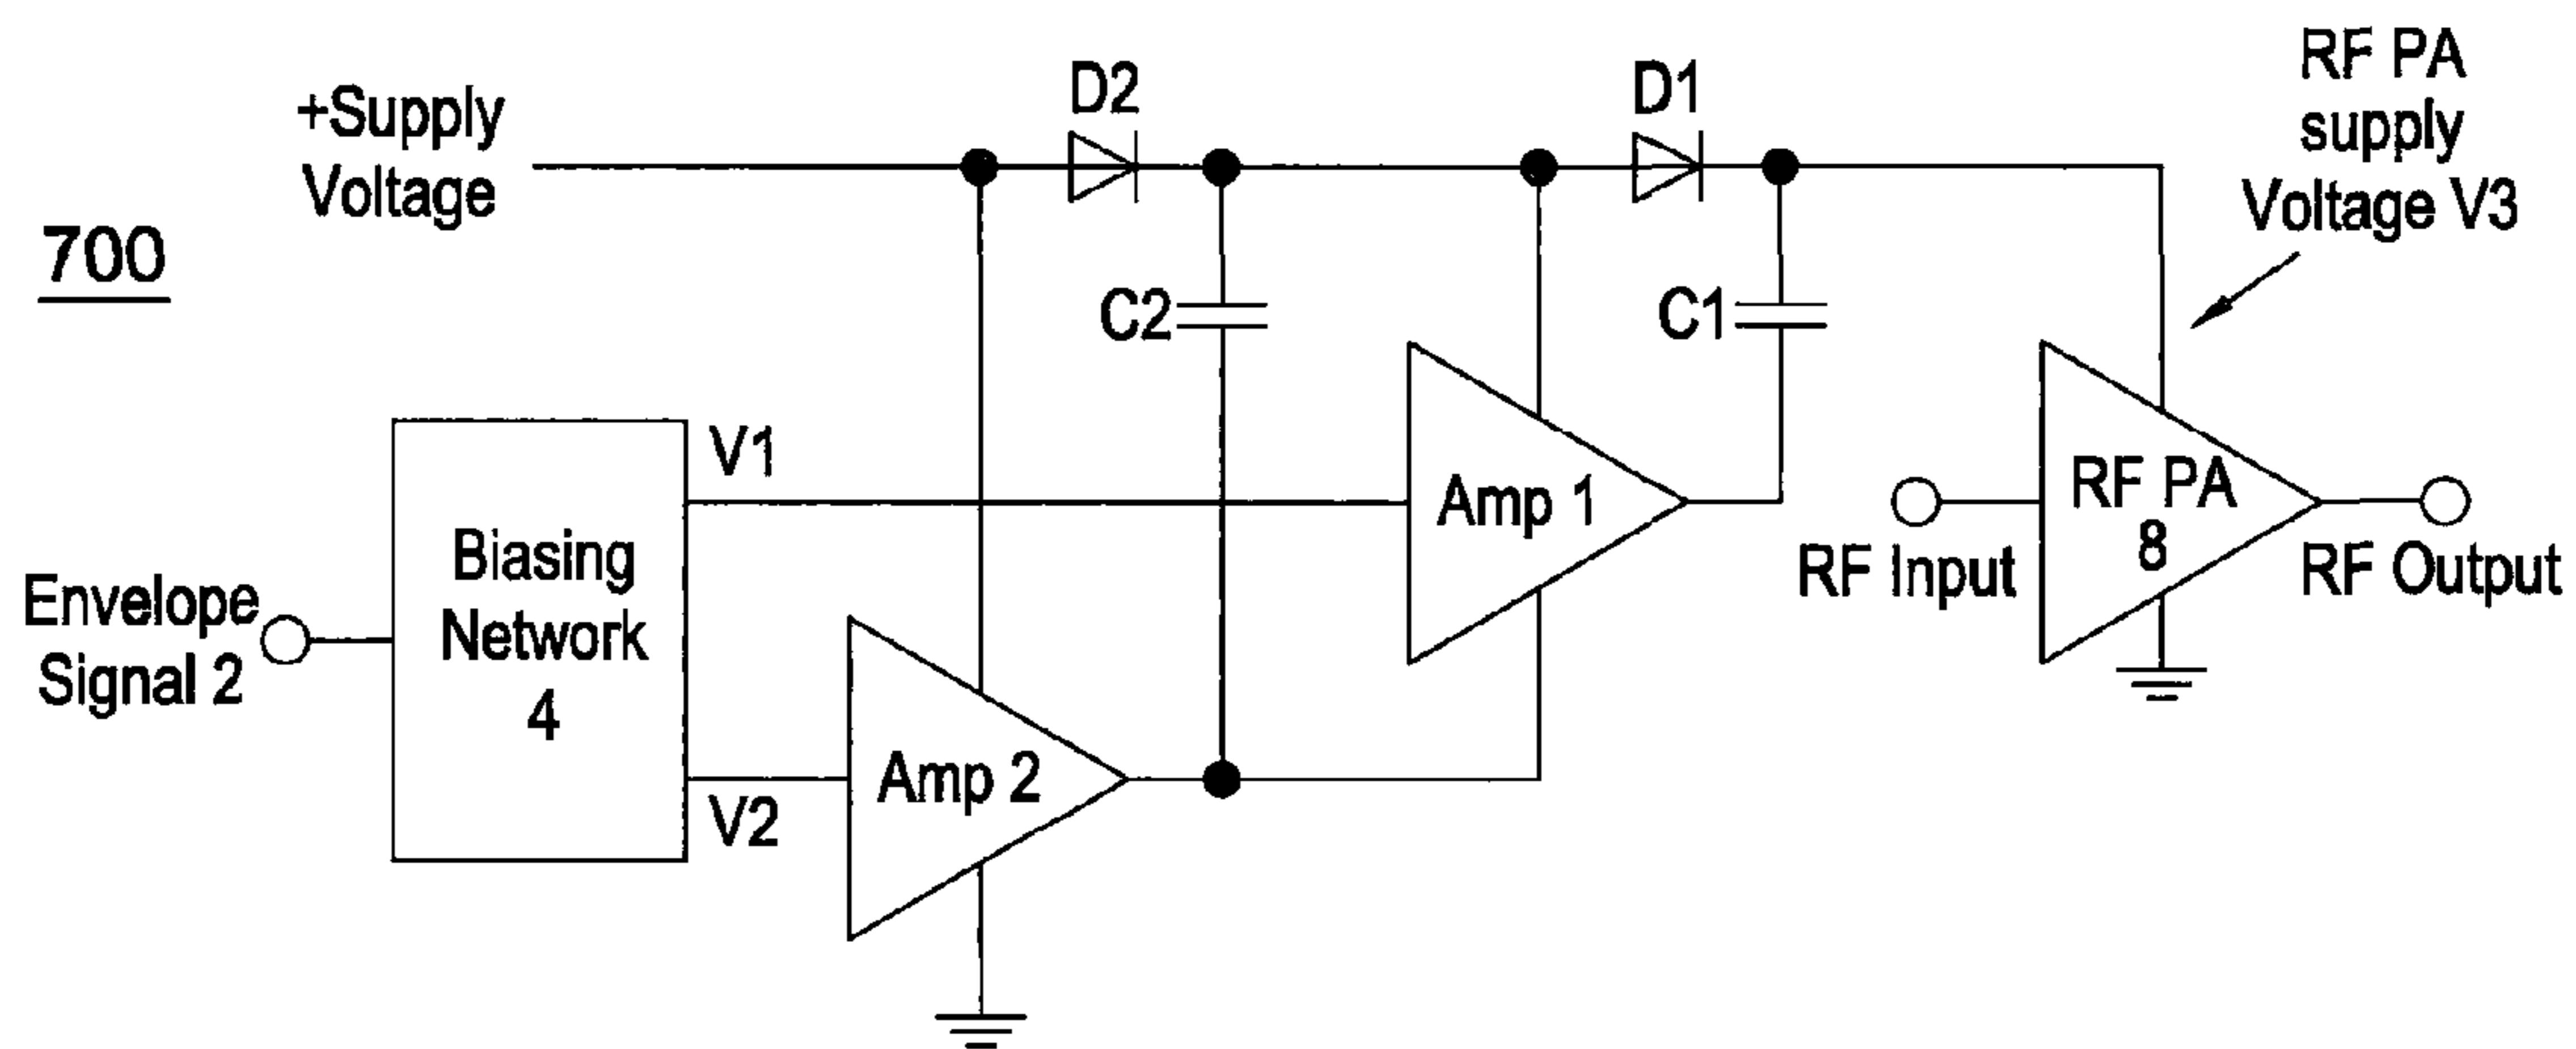 +Supply
Voltage
D2
D1
RF PA
supply
Voltage V3
700
C2
C1
V1
Amp 1
RF PA
8
RF Input
RF Output
Envelope
Signal 2
Biasing
Network
4
V2
Amp 2